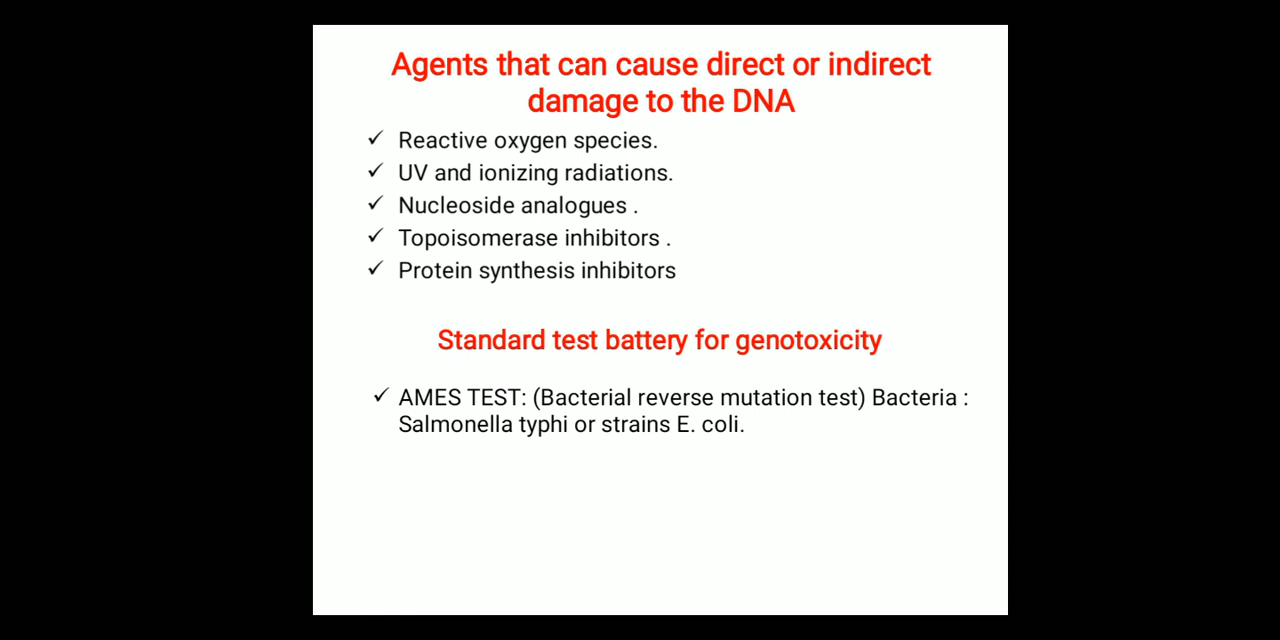 Agents that can cause direct or indirect
damage to the DNA
✓ Reactive oxygen species.
✓ UV and ionizing radiations.
✓ Nucleoside analogues .
✓ Topoisomerase inhibitors .
✓ Protein synthesis inhibitors
Standard test battery for genotoxicity
✓ AMES TEST: (Bacterial reverse mutation test) Bacteria :
Salmonella typhi or strains E. coli.